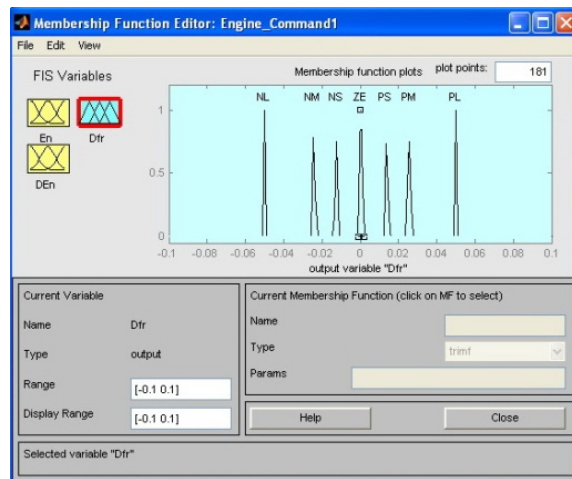 Membership Function Editor: Engine_Command1
File Edit View
FIS Variables
Membership function plots plot points: 181
En
Dfr
DEn
NL NM NS ZE PS PM PL
1
0.5
0
-0.1 -0.08 -0.06 -0.04 -0.02 0 0.02 0.04 0.06 0.08 0.1
output variable "Dfr"
Current Variable
Name Dfr
Type output
Range [-0.1 0.1]
Display Range [-0.1 0.1]
Current Membership Function (click on MF to select)
Name
Type trimf
Params
Help Close
Selected variable "Dfr"